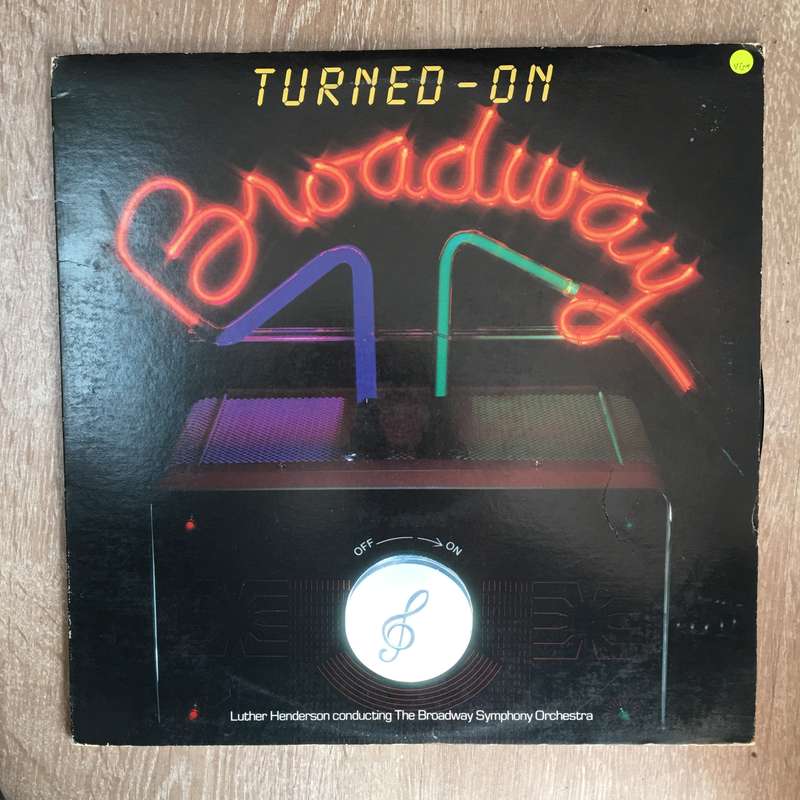 TURNED-ON
Broadway
OFF ON
Luther Henderson conducting The Broadway Symphony Orchestra